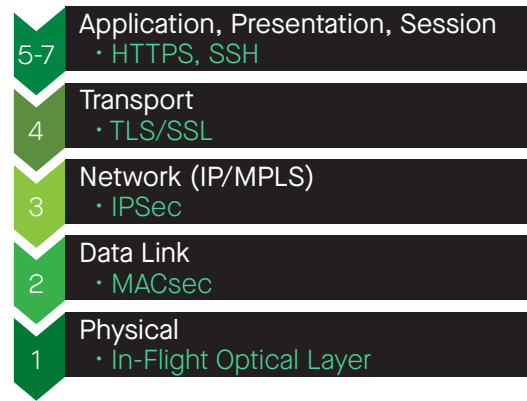 5-7
Application, Presentation, Session
· HTTPS, SSH
4
Transport
· TLS/SSL
3
Network (IP/MPLS)
· IPSec
2
Data Link
· MACsec
1
Physical
· In-Flight Optical Layer